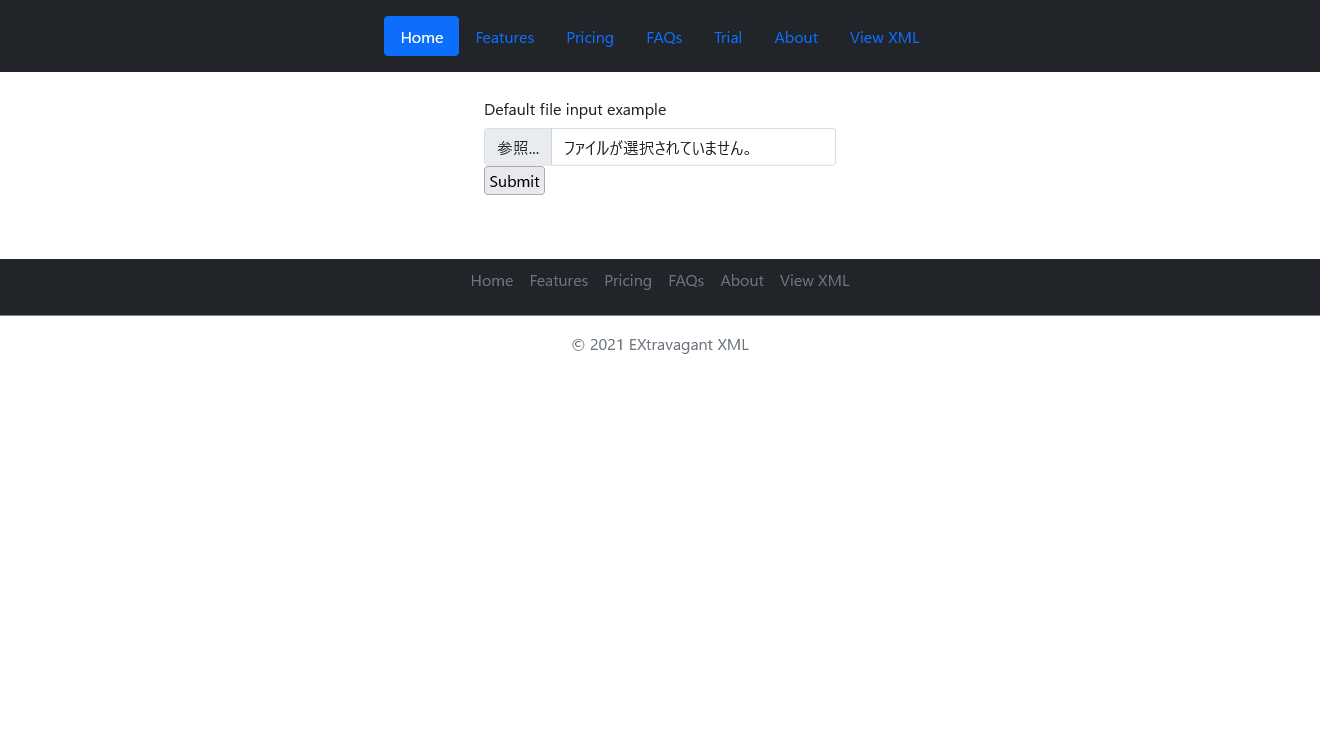 Home Features Pricing FAQs Trial About View XML
Default file input example
参照... ファイルが選択されていません。
Submit
Home Features Pricing FAQs About View XML
© 2021 EXtravagant XML